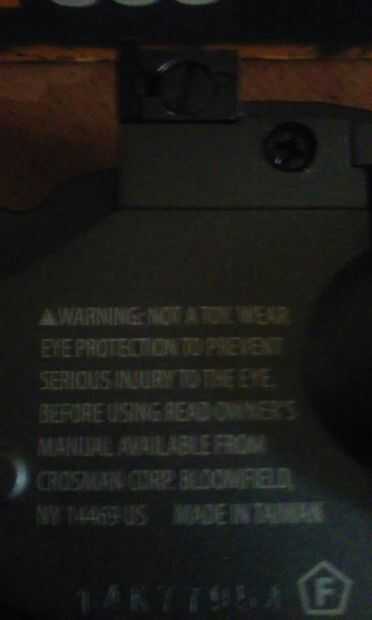 ▲WARNING: NOT A TOY. WEAR
EYE PROTECTION TO PREVENT
SERIOUS INJURY TO THE EYE.
BEFORE USING READ OWNER'S
MANUAL AVAILABLE FROM
CROSMAN CORP. BLOOMFIELD,
NY 14469 US MADE IN TAIWAN
F